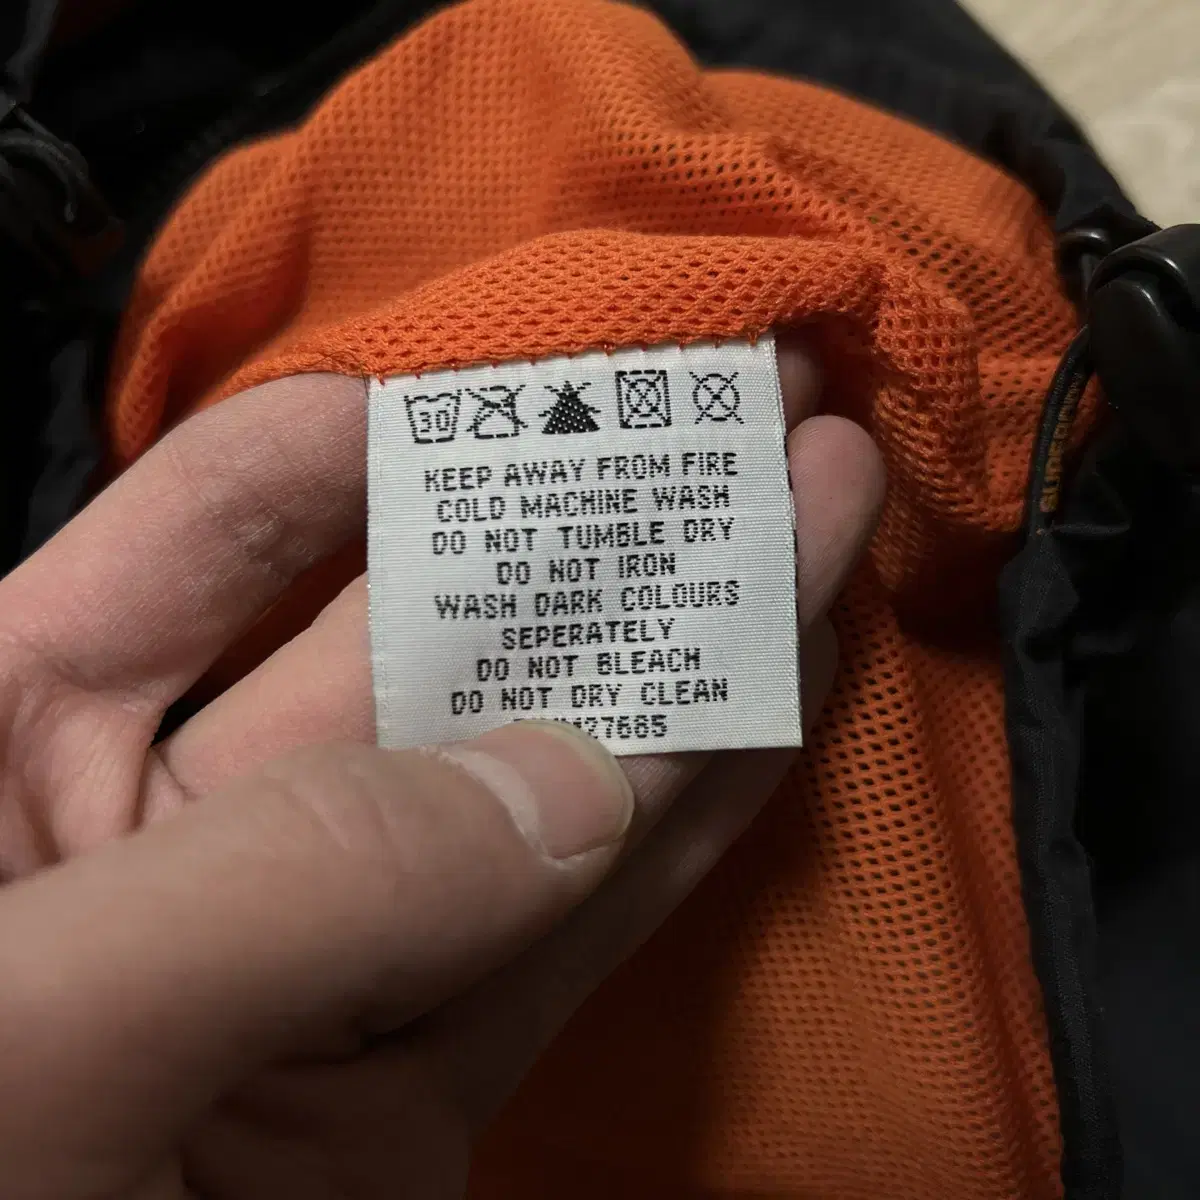 30
KEEP AWAY FROM FIRE
COLD MACHINE WASH
DO NOT TUMBLE DRY
DO NOT IRON
WASH DARK COLOURS
SEPERATELY
DO NOT BLEACH
DO NOT DRY CLEAN